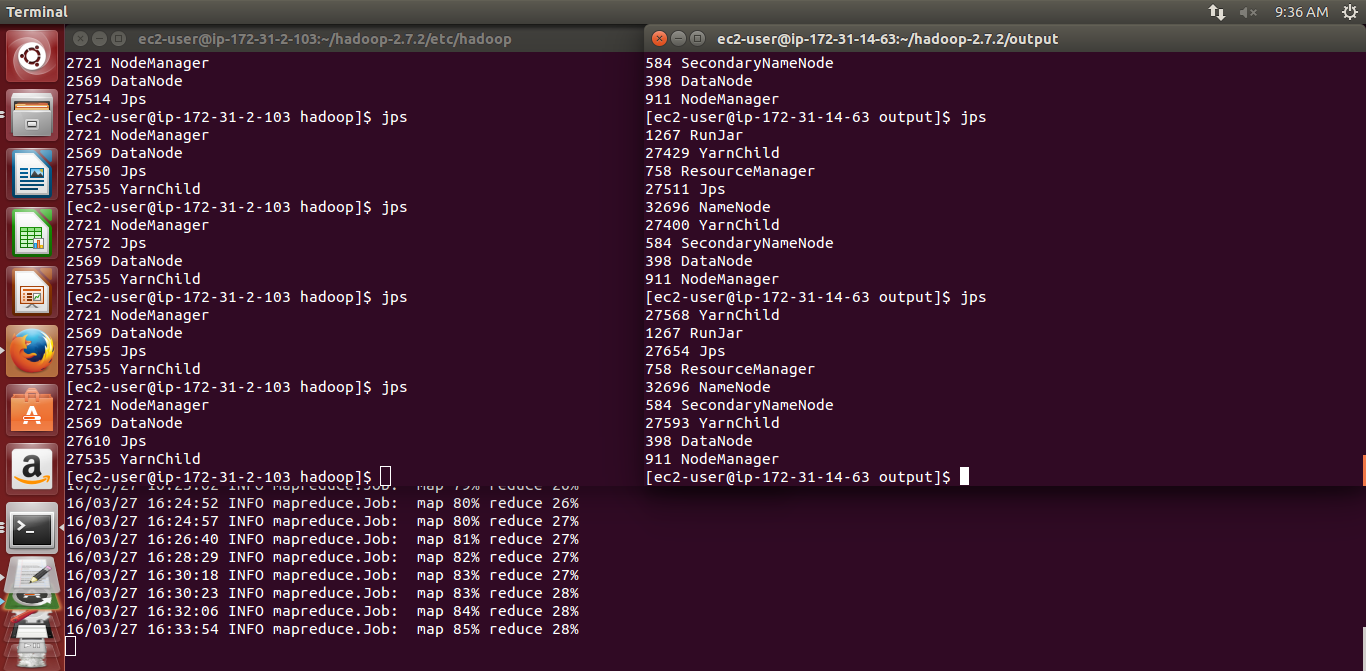 Terminal
9:36 AM
ec2-user@ip-172-31-2-103:~/hadoop-2.7.2/etc/hadoop
2721 NodeManager
2569 DataNode
27514 Jps
[ec2-user@ip-172-31-2-103 hadoop]$ jps
2721 NodeManager
2569 DataNode
27550 Jps
27535 YarnChild
[ec2-user@ip-172-31-2-103 hadoop]$ jps
2721 NodeManager
27572 Jps
2569 DataNode
27535 YarnChild
[ec2-user@ip-172-31-2-103 hadoop]$ jps
2721 NodeManager
2569 DataNode
27595 Jps
27535 YarnChild
[ec2-user@ip-172-31-2-103 hadoop]$ jps
2721 NodeManager
2569 DataNode
27610 Jps
27535 YarnChild
[ec2-user@ip-172-31-2-103 hadoop]$
ec2-user@ip-172-31-14-63:~/hadoop-2.7.2/output
584 SecondaryNameNode
398 DataNode
911 NodeManager
[ec2-user@ip-172-31-14-63 output]$ jps
1267 RunJar
27429 YarnChild
758 ResourceManager
27511 Jps
32696 NameNode
27400 YarnChild
584 SecondaryNameNode
398 DataNode
911 NodeManager
[ec2-user@ip-172-31-14-63 output]$ jps
27568 YarnChild
1267 RunJar
27654 Jps
758 ResourceManager
32696 NameNode
584 SecondaryNameNode
27593 YarnChild
398 DataNode
911 NodeManager
[ec2-user@ip-172-31-14-63 output]$
INFO mapreduce.Job: map 79% reduce 26%
16/03/27 16:24:52 INFO mapreduce.Job: map 80% reduce 26%
16/03/27 16:24:57 INFO mapreduce.Job: map 80% reduce 27%
16/03/27 16:26:40 INFO mapreduce.Job: map 81% reduce 27%
16/03/27 16:28:29 INFO mapreduce.Job: map 82% reduce 27%
16/03/27 16:30:18 INFO mapreduce.Job: map 83% reduce 27%
16/03/27 16:30:23 INFO mapreduce.Job: map 83% reduce 28%
16/03/27 16:32:06 INFO mapreduce.Job: map 84% reduce 28%
16/03/27 16:33:54 INFO mapreduce.Job: map 85% reduce 28%